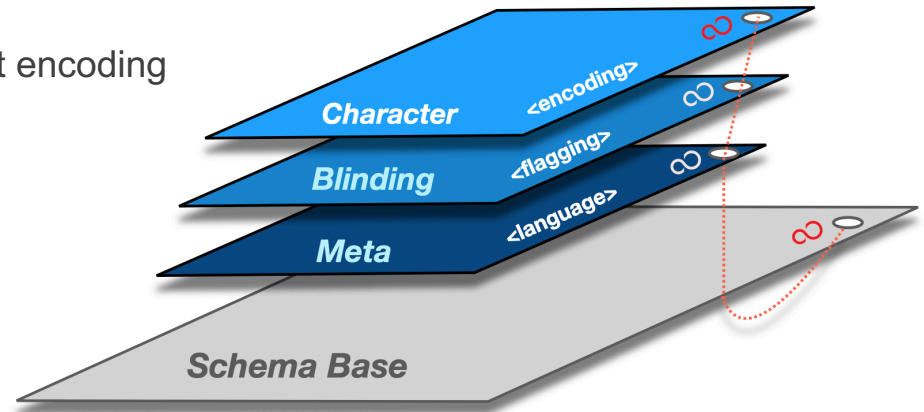 t encoding
Character <encoding> ∞
Blinding <flagging> ∞
Meta <language> ∞
Schema Base ∞